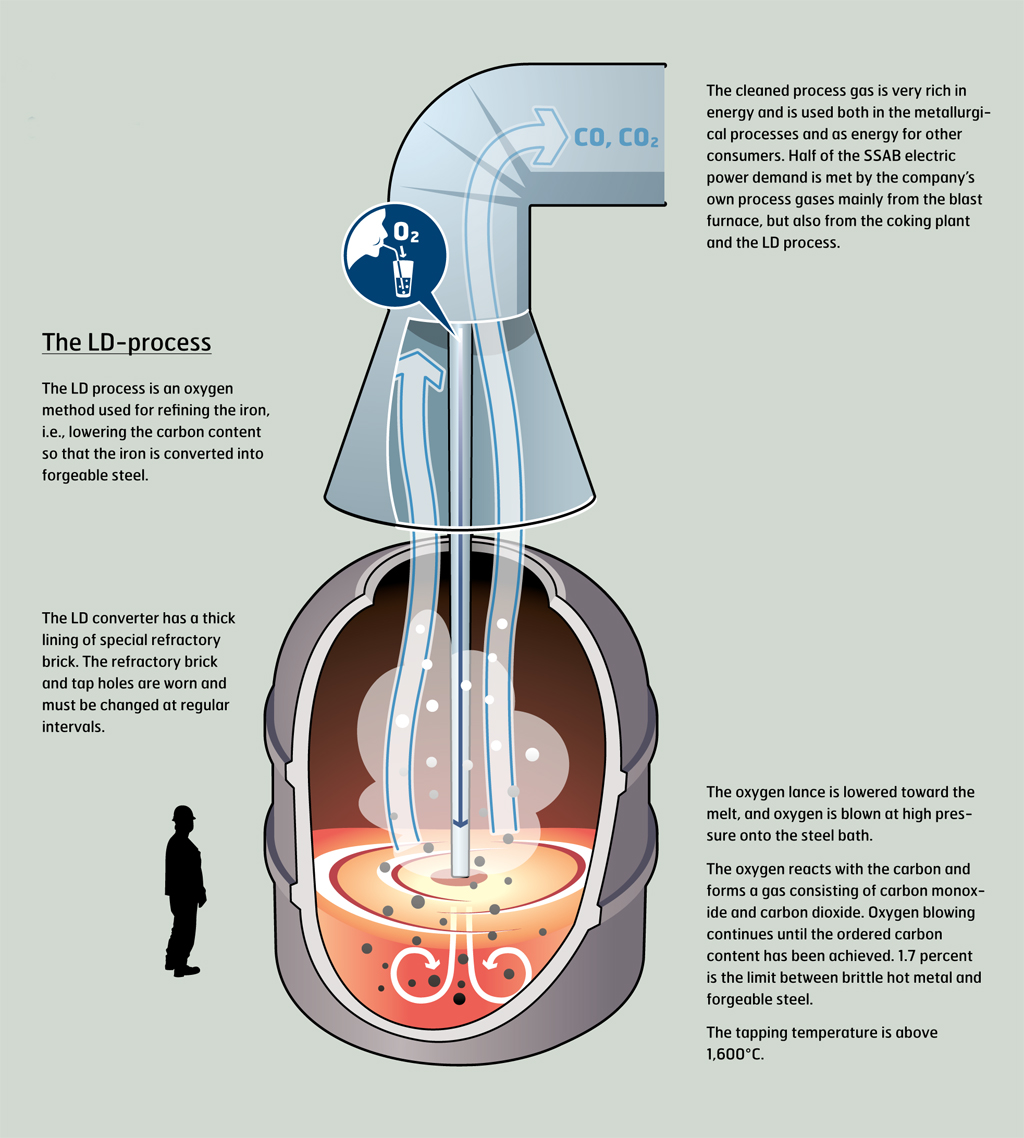 The cleaned process gas is very rich in
energy and is used both in the metallurgi-
cal processes and as energy for other
consumers. Half of the SSAB electric
power demand is met by the company's
own process gases mainly from the blast
furnace, but also from the coking plant
and the LD process.
CO, CO₂
O₂
The LD-process
The LD process is an oxygen
method used for refining the iron,
i.e., lowering the carbon content
so that the iron is converted into
forgeable steel.
The LD converter has a thick
lining of special refractory
brick. The refractory brick
and tap holes are worn and
must be changed at regular
intervals.
The oxygen lance is lowered toward the
melt, and oxygen is blown at high pres-
sure onto the steel bath.
The oxygen reacts with the carbon and
forms a gas consisting of carbon monox-
ide and carbon dioxide. Oxygen blowing
continues until the ordered carbon
content has been achieved. 1.7 percent
is the limit between brittle hot metal and
forgeable steel.
The tapping temperature is above
1,600°C.